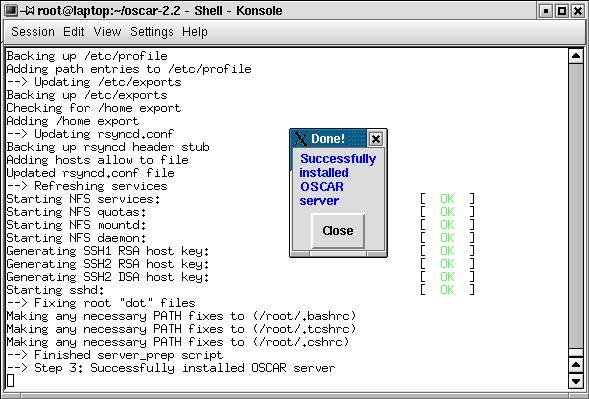 root@laptop:~/oscar-2.2 - Shell - Konsole
Session Edit View Settings Help
Backing up /etc/profile
Adding path entries to /etc/profile
--> Updating /etc/exports
Backing up /etc/exports
Checking for /home export
Adding /home export
--> Updating rsyncd.conf
Backing up rsyncd header stub
Adding hosts allow to file
Updated rsyncd.conf file
--> Refreshing services
Starting NFS services: [ OK ]
Starting NFS quotas: [ OK ]
Starting NFS mountd: [ OK ]
Starting NFS daemon: [ OK ]
Generating SSH1 RSA host key: [ OK ]
Generating SSH2 RSA host key: [ OK ]
Generating SSH2 DSA host key: [ OK ]
Starting sshd: [ OK ]
--> Fixing root "dot" files
Making any necessary PATH fixes to (/root/.bashrc)
Making any necessary PATH fixes to (/root/.tcshrc)
Making any necessary PATH fixes to (/root/.cshrc)
--> Finished server_prep script
--> Step 3: Successfully installed OSCAR server
Done!
Successfully
installed
OSCAR
server
Close